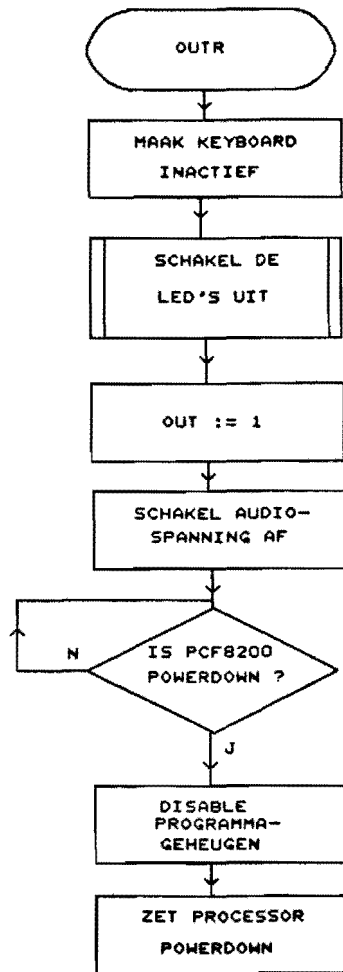 OUTR
MAAK KEYBOARD
INACTIEF
SCHAKEL DE
LED'S UIT
OUT := 1
SCHAKEL AUDIO-
SPANNING AF
N
IS PCF8200
POWERDOWN ?
J
DISABLE
PROGRAMMA-
GEHEUGEN
ZET PROCESSOR
POWERDOWN